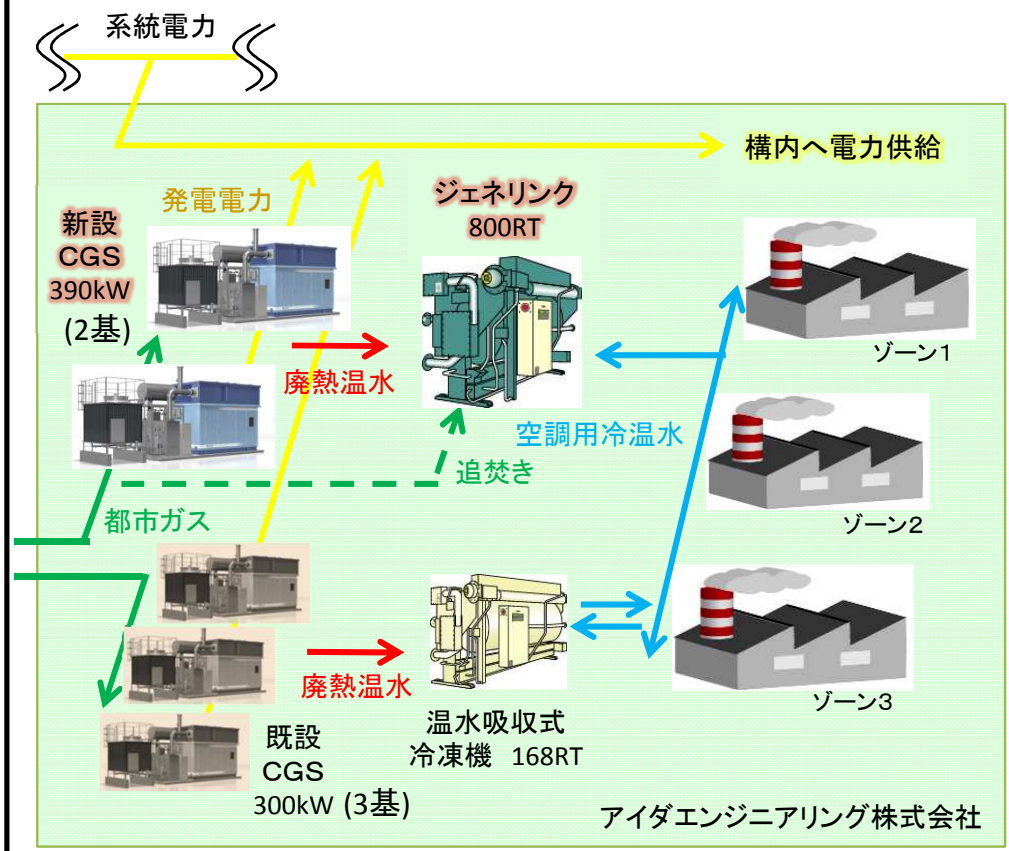 系統電力
構内へ電力供給
発電電力
ジェネリンク
800RT
新設
CGS
390kW
(2基)
廃熱温水
ゾーン1
空調用冷温水
追焚き
都市ガス
ゾーン2
廃熱温水
温水吸収式
冷凍機 168RT
ゾーン3
既設
CGS
300kW (3基)
アイダエンジニアリング株式会社